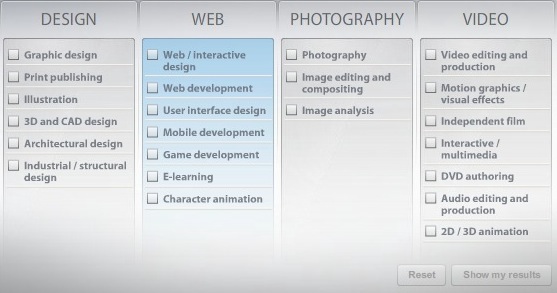 DESIGN
Graphic design
Print publishing
Illustration
3D and CAD design
Architectural design
Industrial / structural
design
WEB
Web / interactive
design
Web development
User interface design
Mobile development
Game development
E-learning
Character animation
PHOTOGRAPHY
Photography
Image editing and
compositing
Image analysis
VIDEO
Video editing and
production
Motion graphics /
visual effects
Independent film
Interactive /
multimedia
DVD authoring
Audio editing and
production
2D / 3D animation
Reset
Show my results